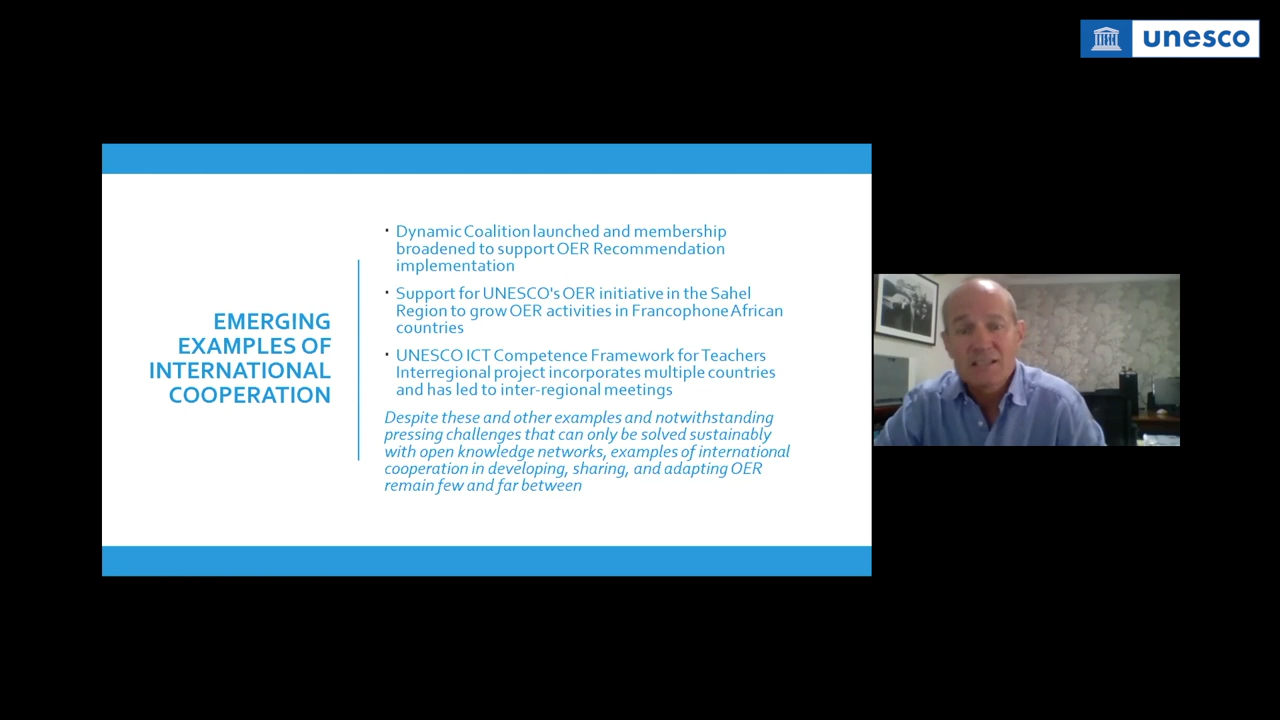 unesco
EMERGING
EXAMPLES OF
INTERNATIONAL
COOPERATION
• Dynamic Coalition launched and membership
broadened to support OER Recommendation
implementation
• Support for UNESCO's OER initiative in the Sahel
Region to grow OER activities in Francophone African
countries
• UNESCO ICT Competence Framework for Teachers
Interregional project incorporates multiple countries
and has led to inter-regional meetings
Despite these and other examples and notwithstanding
pressing challenges that can only be solved sustainably
with open knowledge networks, examples of international
cooperation in developing, sharing, and adapting OER
remain few and far between